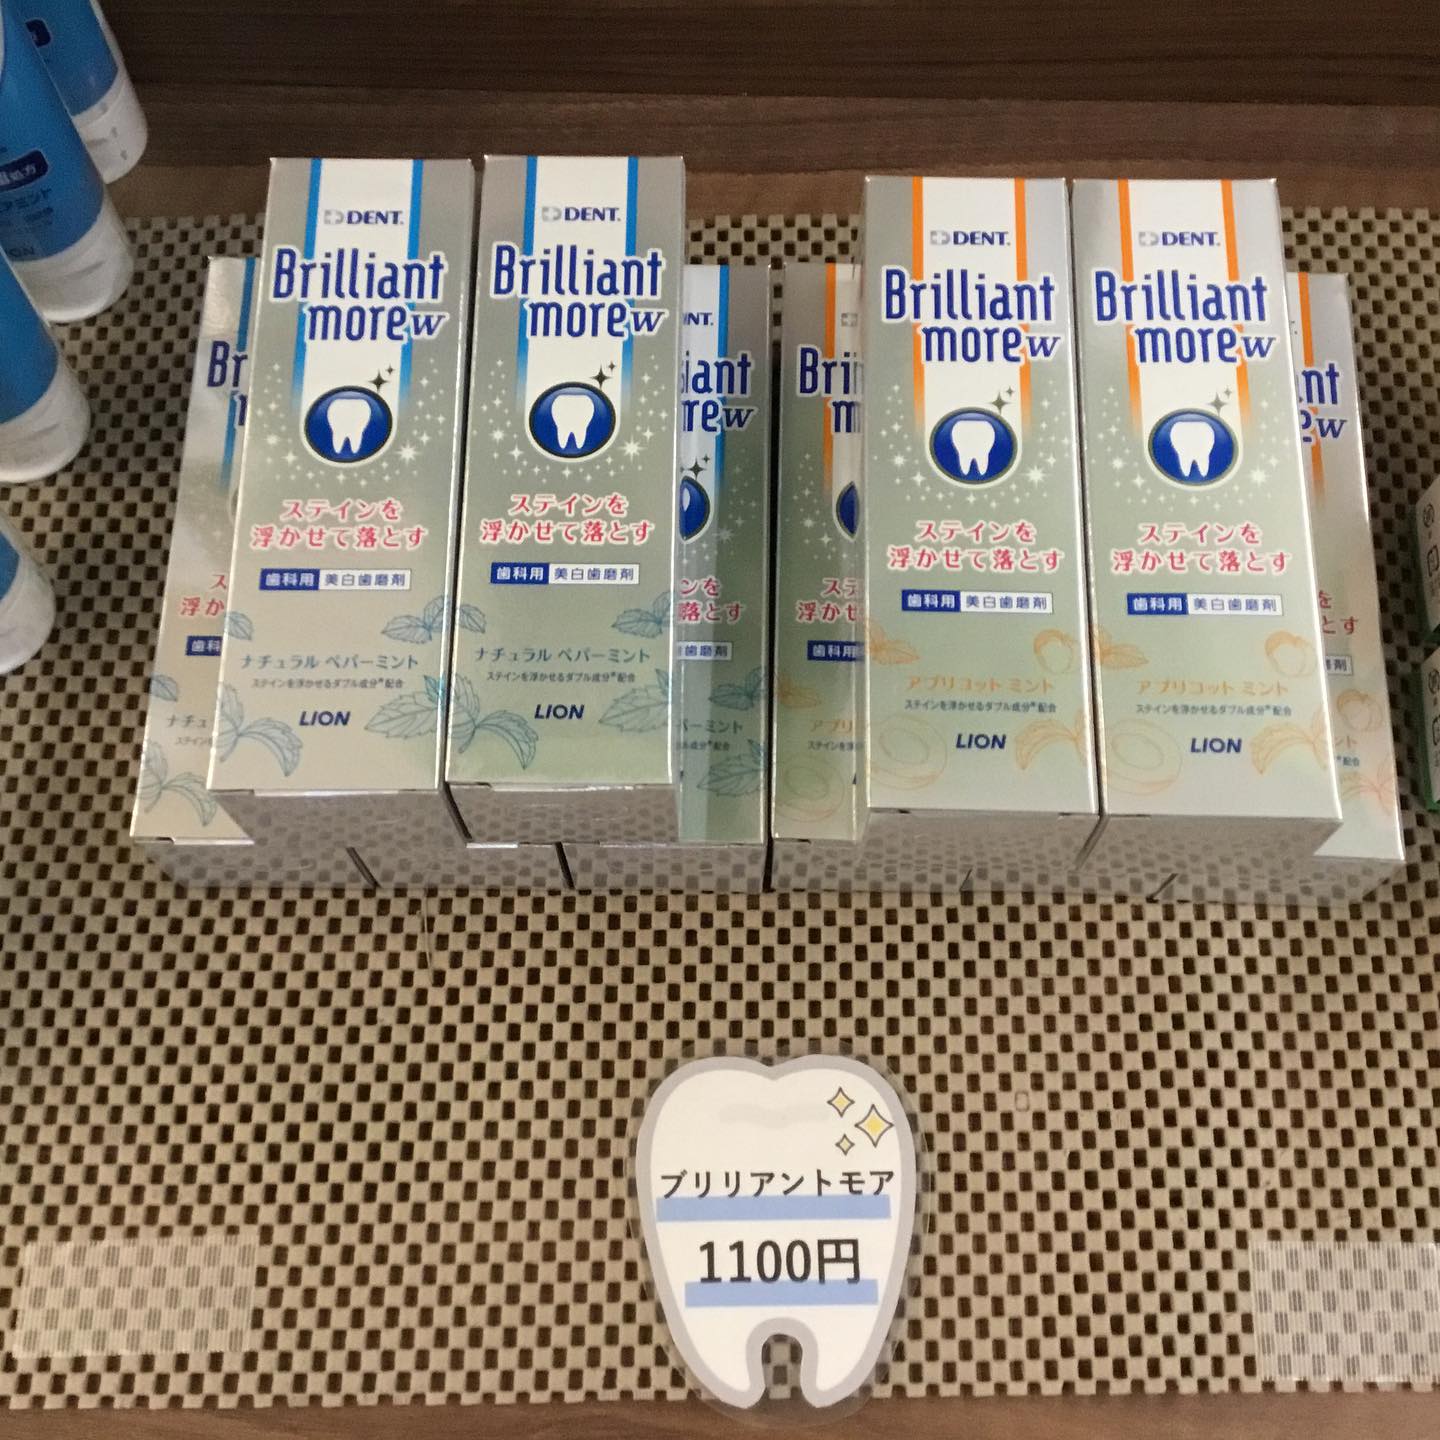 処方
アミント
LION
DENT.
Brilliant
more W
ステインを
浮かせて落とす
歯科用 美白歯磨剤
ナチュラル ペパーミント
ステインを浮かせるダブル成分※配合
LION
DENT.
Brilliant
more W
ステインを
浮かせて落とす
歯科用 美白歯磨剤
ナチュラル ペパーミント
ステインを浮かせるダブル成分※配合
LION
DENT.
Brilliant
more W
ステインを
浮かせて落とす
歯科用 美白歯磨剤
アプリコット ミント
ステインを浮かせるダブル成分※配合
LION
DENT.
Brilliant
more W
ステインを
浮かせて落とす
歯科用 美白歯磨剤
アプリコット ミント
ステインを浮かせるダブル成分※配合
LION
ブリリアントモア
1100円